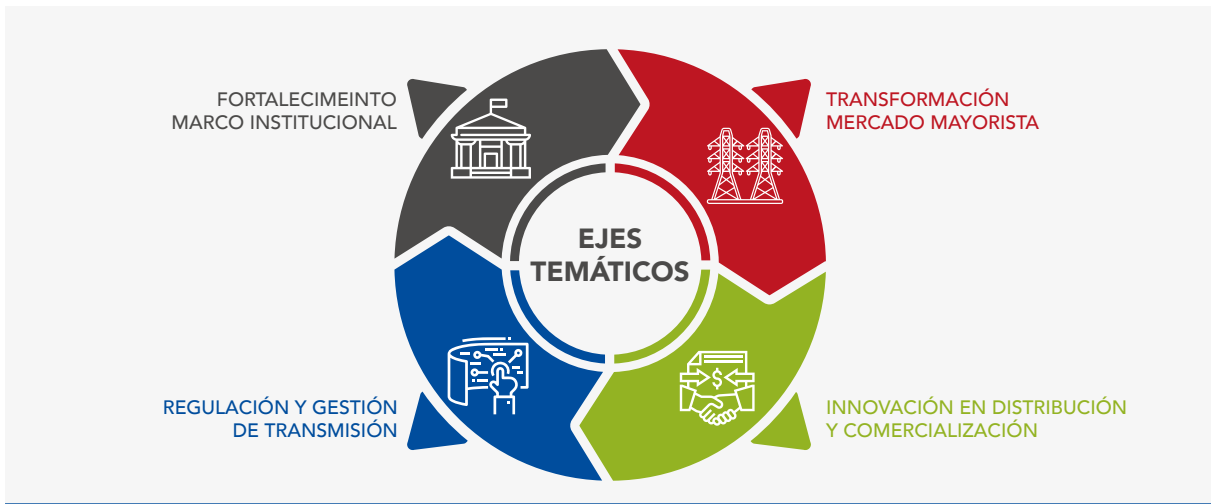 FORTALECIMEINTO
MARCO INSTITUCIONAL
TRANSFORMACIÓN
MERCADO MAYORISTA
EJES
TEMÁTICOS
REGULACIÓN Y GESTIÓN
DE TRANSMISIÓN
INNOVACIÓN EN DISTRIBUCIÓN
Y COMERCIALIZACIÓN
$